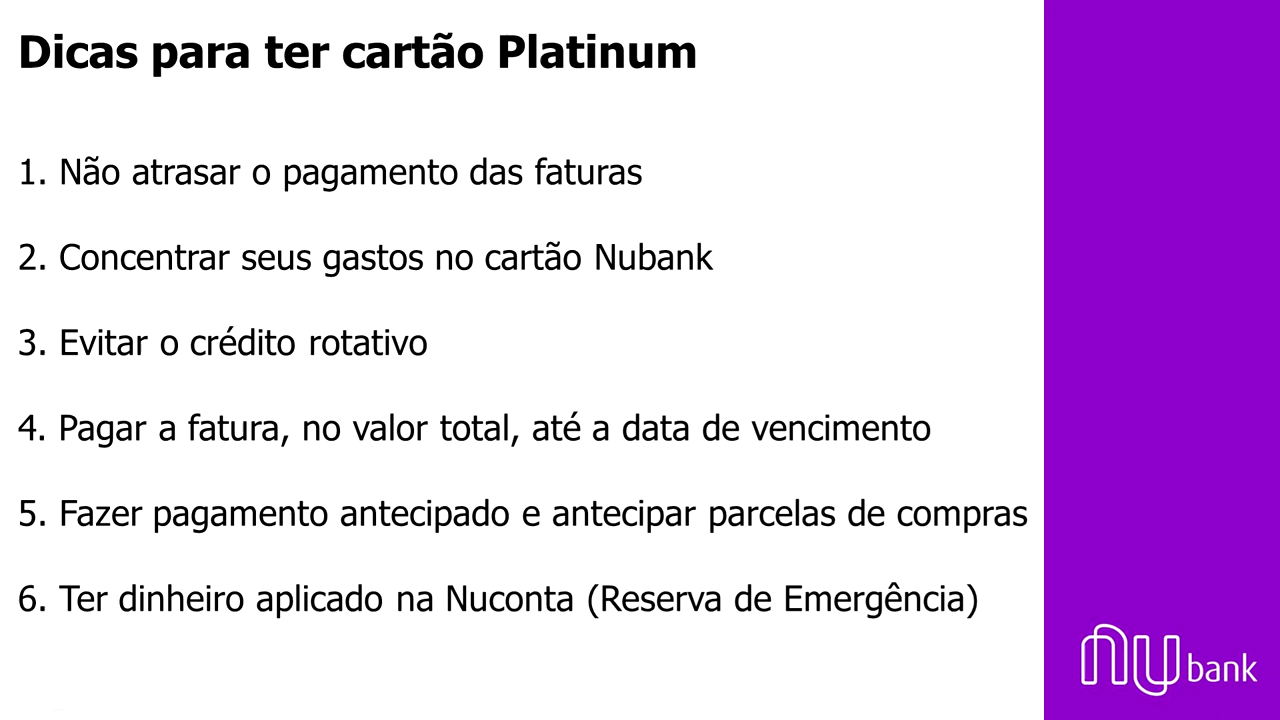 Dicas para ter cartão Platinum
1. Não atrasar o pagamento das faturas
2. Concentrar seus gastos no cartão Nubank
3. Evitar o crédito rotativo
4. Pagar a fatura, no valor total, até a data de vencimento
5. Fazer pagamento antecipado e antecipar parcelas de compras
6. Ter dinheiro aplicado na Nuconta (Reserva de Emergência)
nu bank